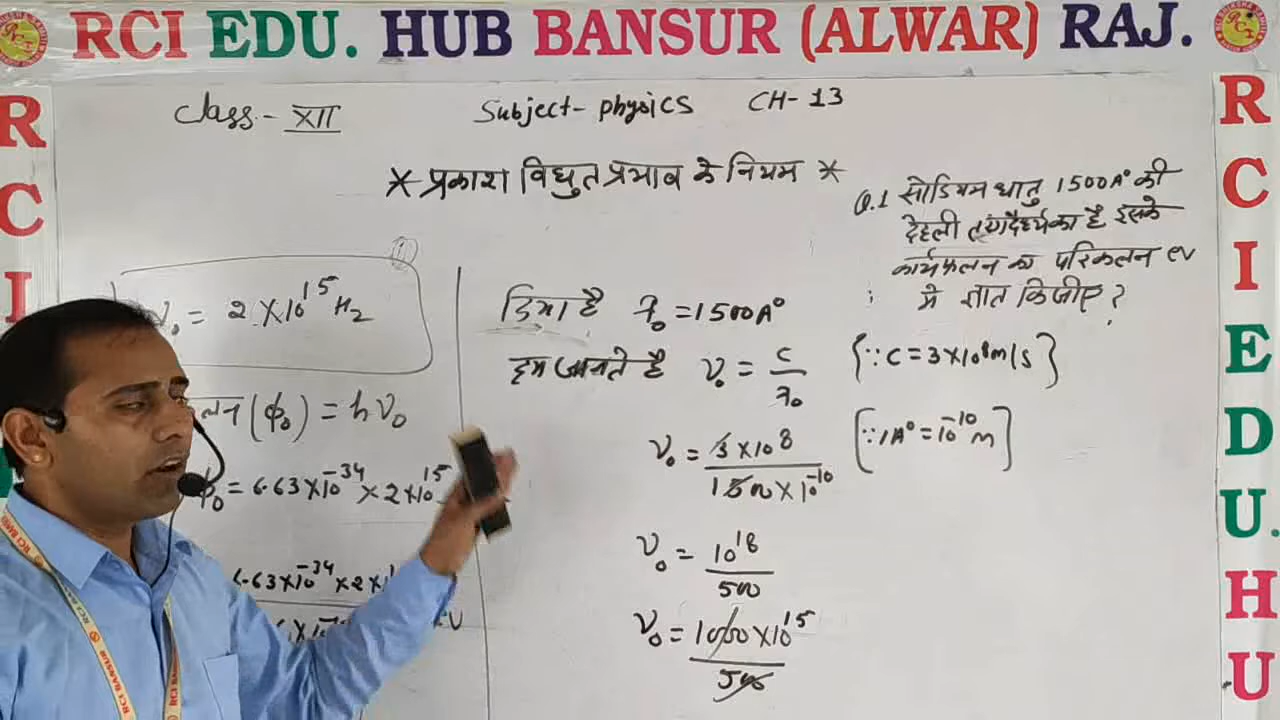 RCI EDU. HUB BANSUR (ALWAR) RAJ.
Class - XII Subject - physics CH- 13
* प्रकाश विद्युत प्रभाव के नियम *
Q.1 सोडियम धातु 1500A° की
देहली तरंगदैर्ध्य का है इसके
कार्यफलन का परिकलन ev
मे ज्ञात किजीए ?
दिया है λ₀ = 1500A°
हम जानते है ν₀ = c/λ₀ {∵ C = 3×10⁸ m/s}
ν₀ = 3×10⁸ / 1500×10⁻¹⁰ [∵ 1A° = 10⁻¹⁰ m]
ν₀ = 10¹⁸ / 500
ν₀ = 1000×10¹⁵ / 500
(1)
ν₀ = 2×10¹⁵ Hz
(ϕ₀) = hν₀
ϕ₀ = 6.63×10⁻³⁴ × 2×10¹⁵
6.63×10⁻³⁴ ×2×
R
C
I
R
C
I
E
D
U.
H
U